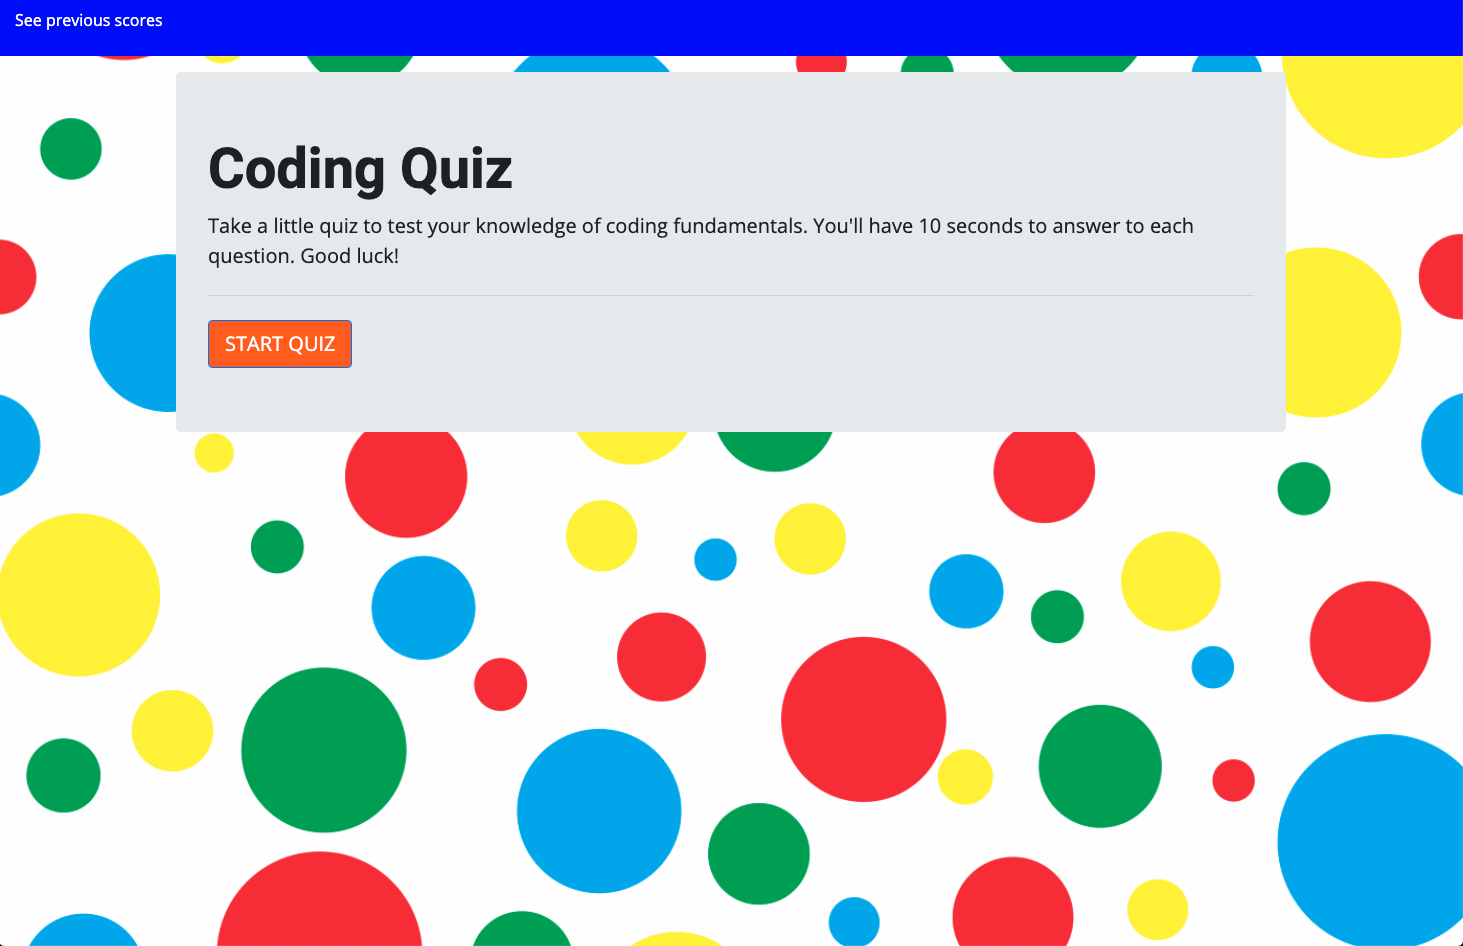 See previous scores
Coding Quiz
Take a little quiz to test your knowledge of coding fundamentals. You'll have 10 seconds to answer to each
question. Good luck!
START QUIZ